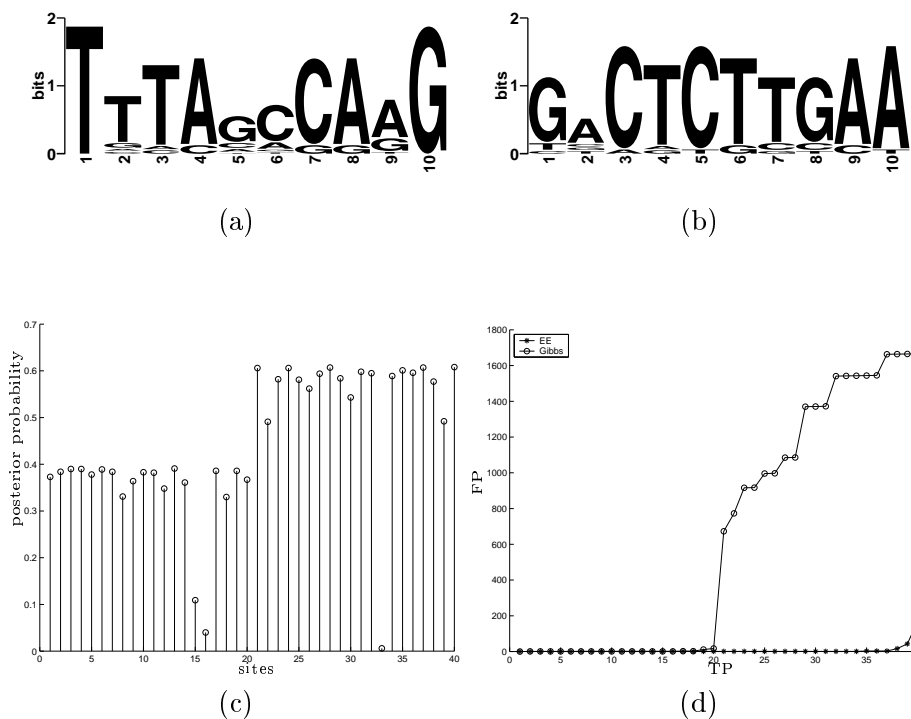 2
1
0
bits
TTTAGCCAAG
1 2 3 4 5 6 7 8 9 10
(a)
2
1
0
bits
GACTCTTGAA
1 2 3 4 5 6 7 8 9 10
(b)
0.7
0.6
0.5
0.4
0.3
0.2
0.1
0
posterior probability
0 5 10 15 20 25 30 35 40
sites
(c)
1800
1600
1400
1200
1000
800
600
400
200
0
FP
EE
Gibbs
0 5 10 15 20 25 30 35
TP
(d)